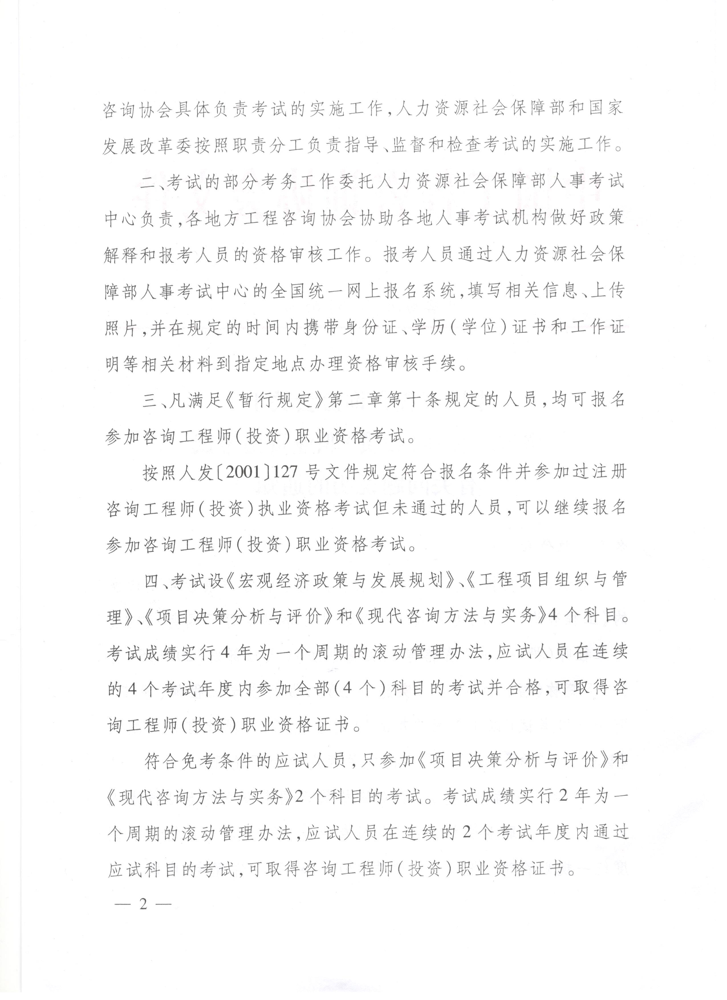 咨询协会具体负责考试的实施工作,人力资源社会保障部和国家
发展改革委按照职责分工负责指导、监督和检查考试的实施工作。
二、考试的部分考务工作委托人力资源社会保障部人事考试
中心负责,各地方工程咨询协会协助各地人事考试机构做好政策
解释和报考人员的资格审核工作。报考人员通过人力资源社会保
障部人事考试中心的全国统一网上报名系统,填写相关信息、上传
照片,并在规定的时间内携带身份证、学历(学位)证书和工作证
明等相关材料到指定地点办理资格审核手续。
三、凡满足《暂行规定》第二章第十条规定的人员,均可报名
参加咨询工程师(投资)职业资格考试。
按照人发〔2001〕127 号文件规定符合报名条件并参加过注册
咨询工程师(投资)执业资格考试但未通过的人员,可以继续报名
参加咨询工程师(投资)职业资格考试。
四、考试设《宏观经济政策与发展规划》、《工程项目组织与管
理》、《项目决策分析与评价》和《现代咨询方法与实务》4 个科目。
考试成绩实行 4 年为一个周期的滚动管理办法,应试人员在连续
的 4 个考试年度内参加全部(4 个)科目的考试并合格,可取得咨
询工程师(投资)职业资格证书。
符合免考条件的应试人员,只参加《项目决策分析与评价》和
《现代咨询方法与实务》2 个科目的考试。考试成绩实行 2 年为一
个周期的滚动管理办法,应试人员在连续的 2 个考试年度内通过
应试科目的考试,可取得咨询工程师(投资)职业资格证书。
— 2 —